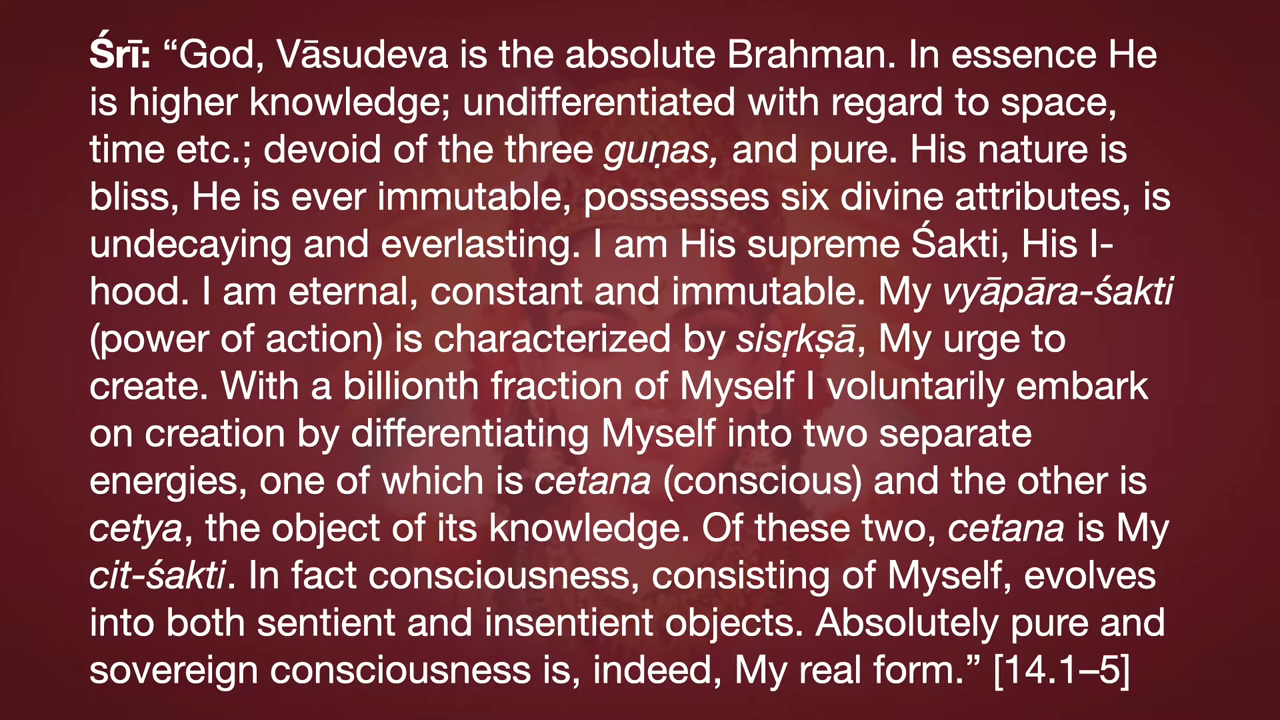 Śrī: “God, Vāsudeva is the absolute Brahman. In essence He
is higher knowledge; undifferentiated with regard to space,
time etc.; devoid of the three guṇas, and pure. His nature is
bliss, He is ever immutable, possesses six divine attributes, is
undecaying and everlasting. I am His supreme Śakti, His I-
hood. I am eternal, constant and immutable. My vyāpāra-śakti
(power of action) is characterized by sisṛkṣā, My urge to
create. With a billionth fraction of Myself I voluntarily embark
on creation by differentiating Myself into two separate
energies, one of which is cetana (conscious) and the other is
cetya, the object of its knowledge. Of these two, cetana is My
cit-śakti. In fact consciousness, consisting of Myself, evolves
into both sentient and insentient objects. Absolutely pure and
sovereign consciousness is, indeed, My real form.” [14.1–5]